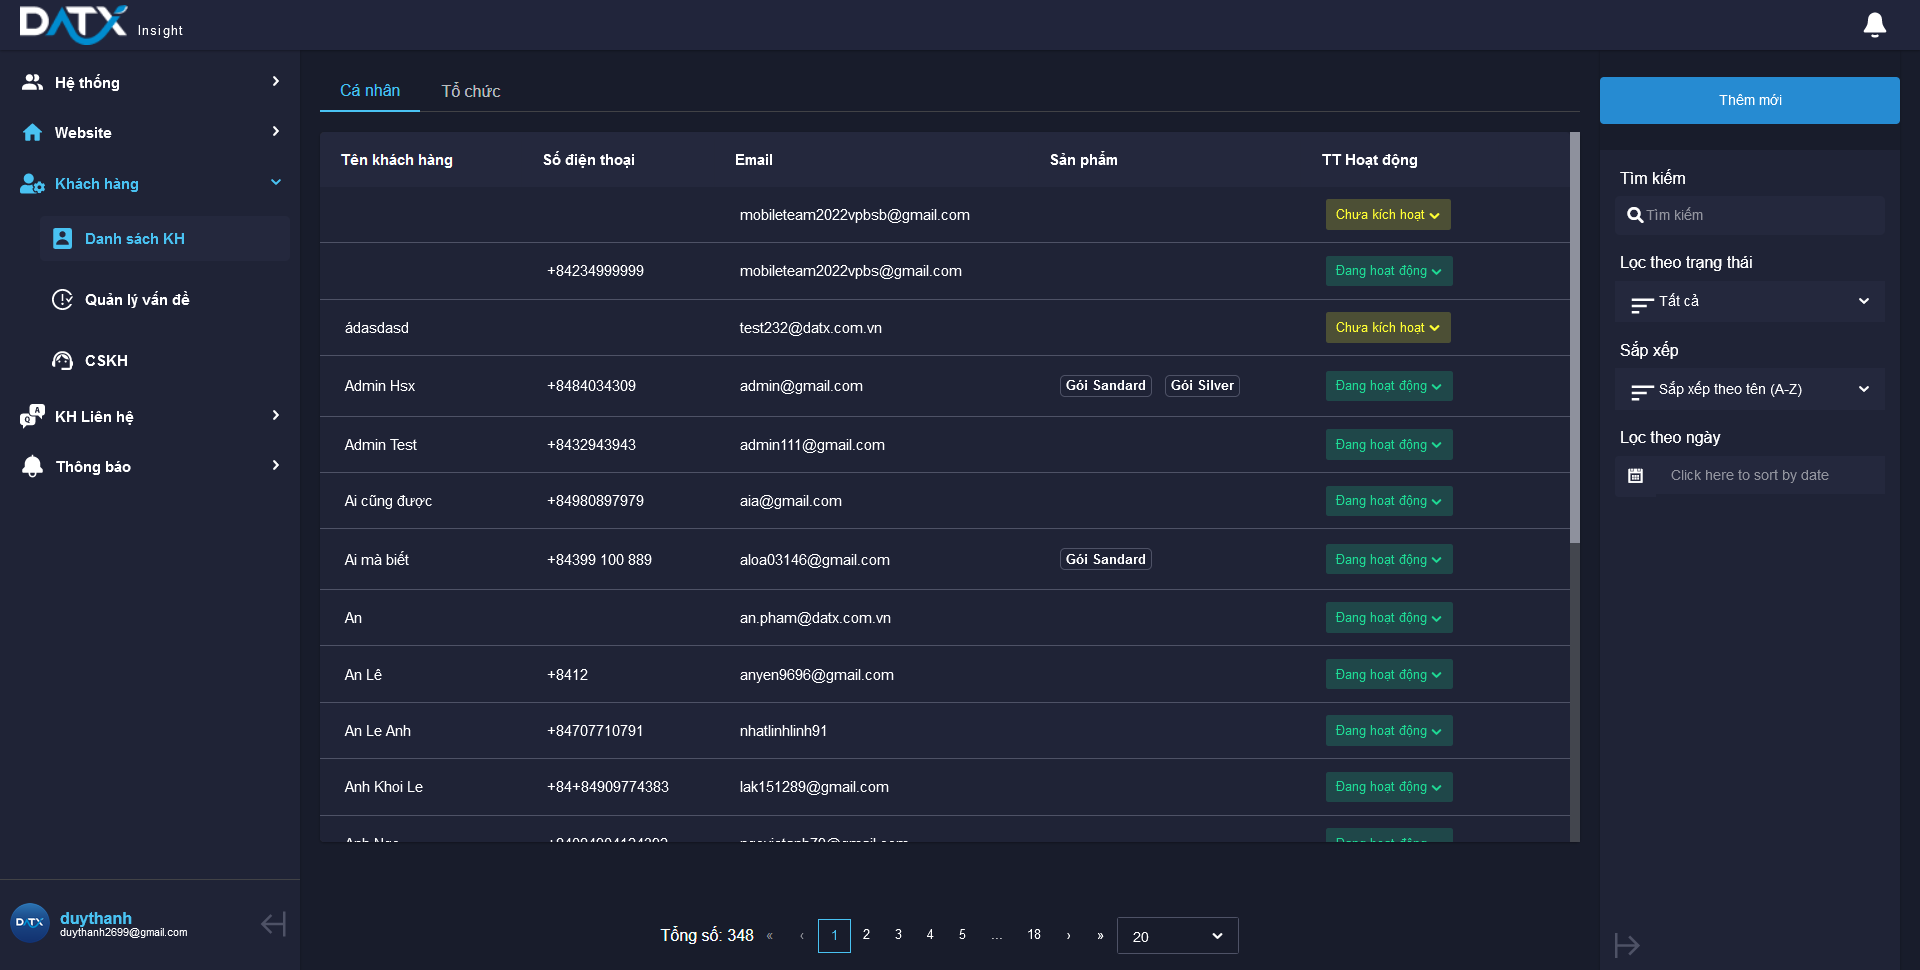 DATX Insight
Hệ thống
Website
Khách hàng
Danh sách KH
Quản lý vấn đề
CSKH
KH Liên hệ
Thông báo
DATX
duythanh
duythanh2699@gmail.com
Cá nhân Tổ chức
Tên khách hàng Số điện thoại Email Sản phẩm TT Hoạt động
mobileteam2022vpbsb@gmail.com Chưa kích hoạt
+84234999999 mobileteam2022vpbs@gmail.com Đang hoạt động
ádasdasd test232@datx.com.vn Chưa kích hoạt
Admin Hsx +8484034309 admin@gmail.com Gói Sandard Gói Silver Đang hoạt động
Admin Test +8432943943 admin111@gmail.com Đang hoạt động
Ai cũng được +84980897979 aia@gmail.com Đang hoạt động
Ai mà biết +84399 100 889 aloa03146@gmail.com Gói Sandard Đang hoạt động
An an.pham@datx.com.vn Đang hoạt động
An Lê +8412 anyen9696@gmail.com Đang hoạt động
An Le Anh +84707710791 nhatlinhlinh91 Đang hoạt động
Anh Khoi Le +84+84909774383 lak151289@gmail.com Đang hoạt động
Tổng số: 348 « ‹ 1 2 3 4 5 ... 18 › » 20
Thêm mới
Tìm kiếm
Tìm kiếm
Lọc theo trạng thái
Tất cả
Sắp xếp
Sắp xếp theo tên (A-Z)
Lọc theo ngày
Click here to sort by date